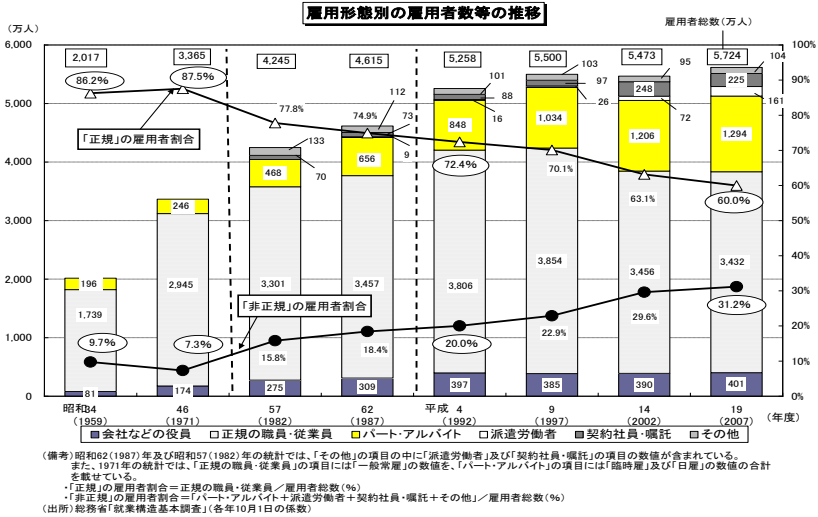 雇用形態別の雇用者数等の推移
(万人)
雇用者総数(万人)
6,000
5,000
4,000
3,000
2,000
1,000
0
100%
90%
80%
70%
60%
50%
40%
30%
20%
10%
0%
2,017 3,365 4,245 4,615 5,258 5,500 5,473 5,724
86.2% 87.5% 77.8% 74.9% 72.4% 70.1% 63.1% 60.0%
「正規」の雇用者割合
「非正規」の雇用者割合
9.7% 7.3% 15.8% 18.4% 20.0% 22.9% 29.6% 31.2%
133 112 101 103 95 104
70 73 88 97 248 225
9 16 26 72 161
196 246 468 656 848 1,034 1,206 1,294
1,739 2,945 3,301 3,457 3,806 3,854 3,456 3,432
81 174 275 309 397 385 390 401
昭和34 46 57 62 平成 4 9 14 19
(1959) (1971) (1982) (1987) (1992) (1997) (2002) (2007) (年度)
会社などの役員 正規の職員・従業員 パート・アルバイト 派遣労働者 契約社員・嘱託 その他
(備考)昭和62(1987)年及び昭和57(1982)年の統計では、「その他」の項目の中に「派遣労働者」及び「契約社員・嘱託」の項目の数値が含まれている。
また、1971年の統計では、「正規の職員・従業員」の項目には「一般常雇」の数値を、「パート・アルバイト」の項目には「臨時雇」及び「日雇」の数値の合計
を載せている。
・「正規」の雇用者割合=正規の職員・従業員/雇用者総数(%)
・「非正規」の雇用者割合=「パート・アルバイト+派遣労働者+契約社員・嘱託+その他」/雇用者総数(%)
(出所)総務省「就業構造基本調査」(各年10月1日の係数)